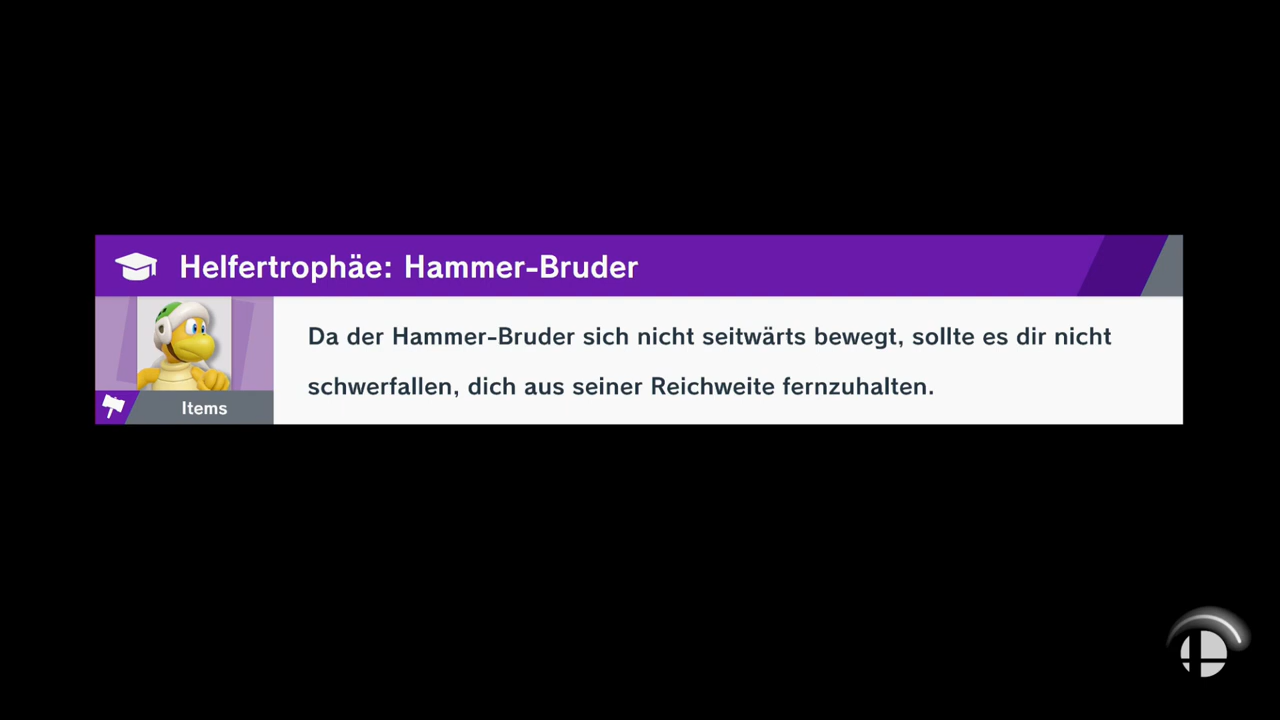 Helfertrophäe: Hammer-Bruder
Da der Hammer-Bruder sich nicht seitwärts bewegt, sollte es dir nicht
schwerfallen, dich aus seiner Reichweite fernzuhalten.
Items